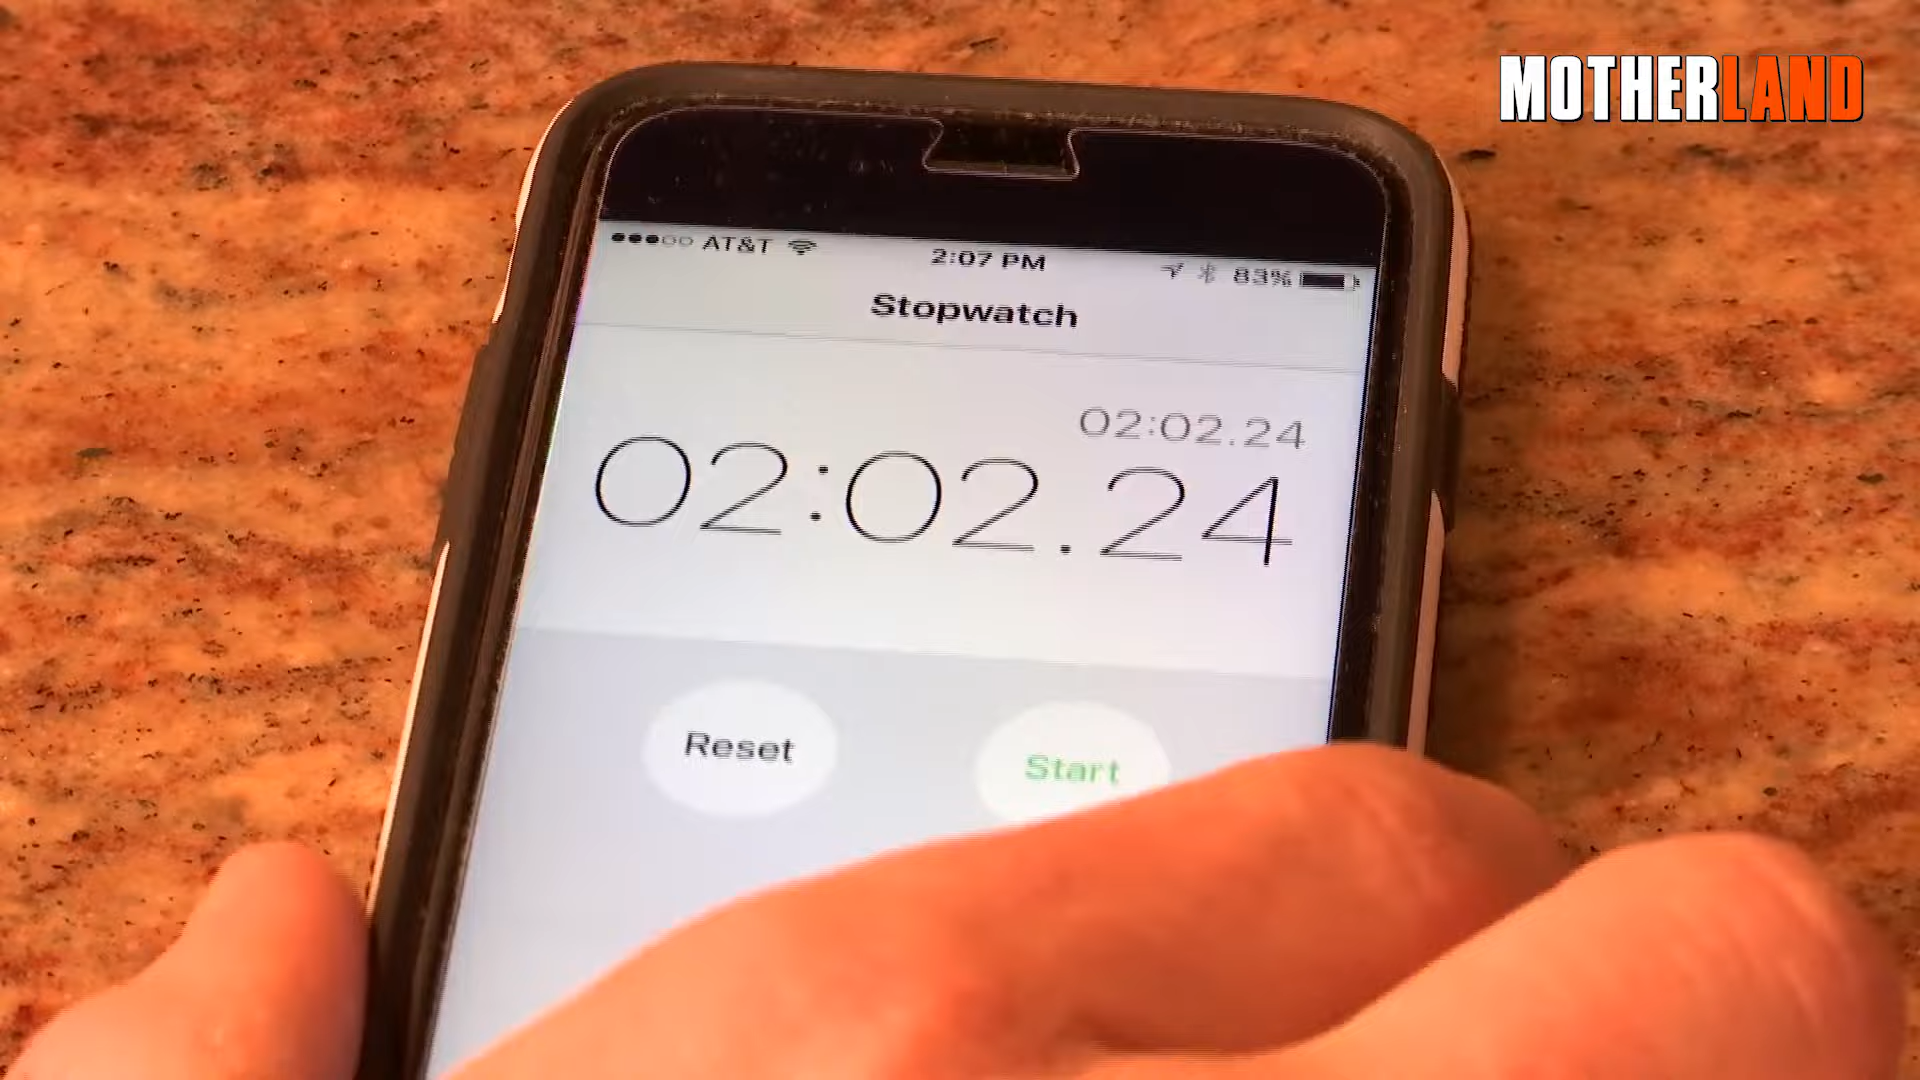 MOTHERLAND
AT&T 2:07 PM 83%
Stopwatch
02:02.24
02:02.24
Reset Start